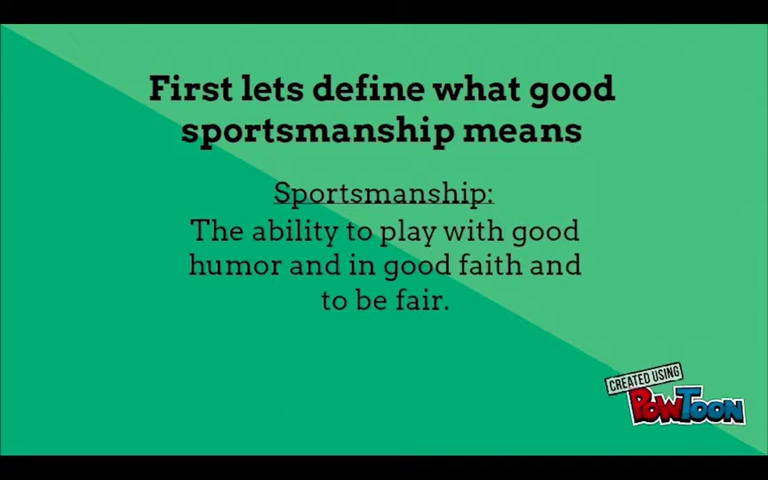 First lets define what good
sportsmanship means
Sportsmanship:
The ability to play with good
humor and in good faith and
to be fair.
CREATED USING
POWTOON